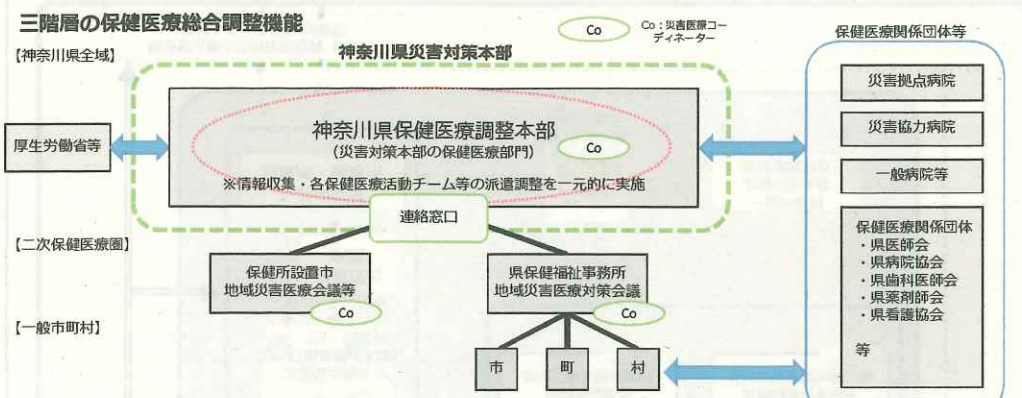 三階層の保健医療総合調整機能
Co
Co：災害医療コー
ディネーター
保健医療関係団体等
【神奈川県全域】
神奈川県災害対策本部
厚生労働省等
神奈川県保健医療調整本部
（災害対策本部の保健医療部門）
Co
※情報収集・各保健医療活動チーム等の派遣調整を一元的に実施
連絡窓口
災害拠点病院
災害協力病院
一般病院等
保健医療関係団体
・県医師会
・県病院協会
・県歯科医師会
・県薬剤師会
・県看護協会
等
【二次保健医療圏】
保健所設置市
地域災害医療会議等
Co
県保健福祉事務所
地域災害医療対策会議
Co
【一般市町村】
市
町
村